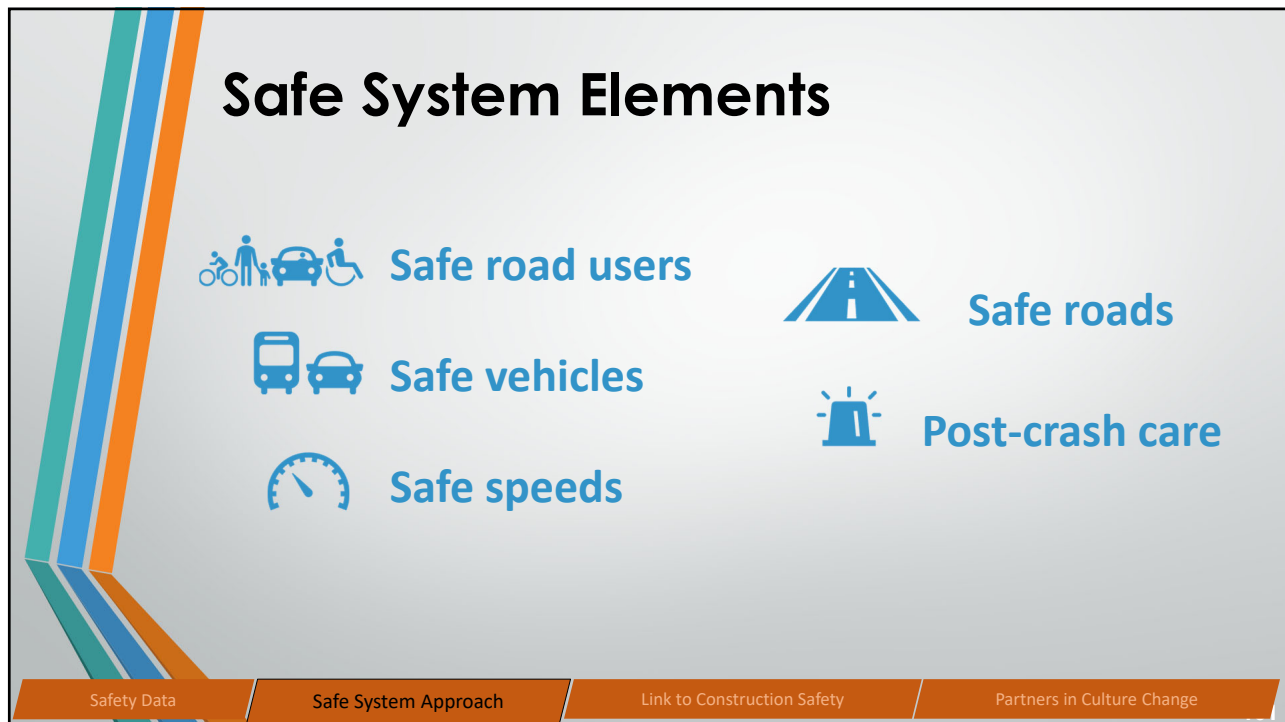 Safe System Elements
Safe road users
Safe vehicles
Safe speeds
Safe roads
Post-crash care
Safety Data
Safe System Approach
Link to Construction Safety
Partners in Culture Change